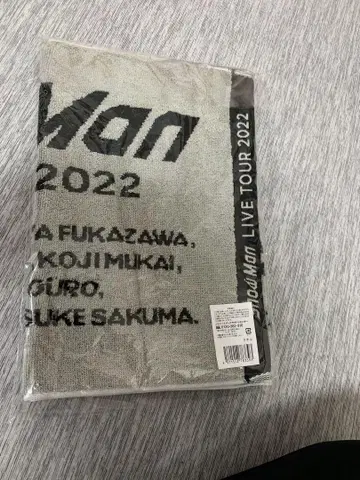 Man
2022
A FUKAZAWA,
KOJI MUKAI,
GURO,
SUKE SAKUMA.
Snow Man LIVE TOUR 2022